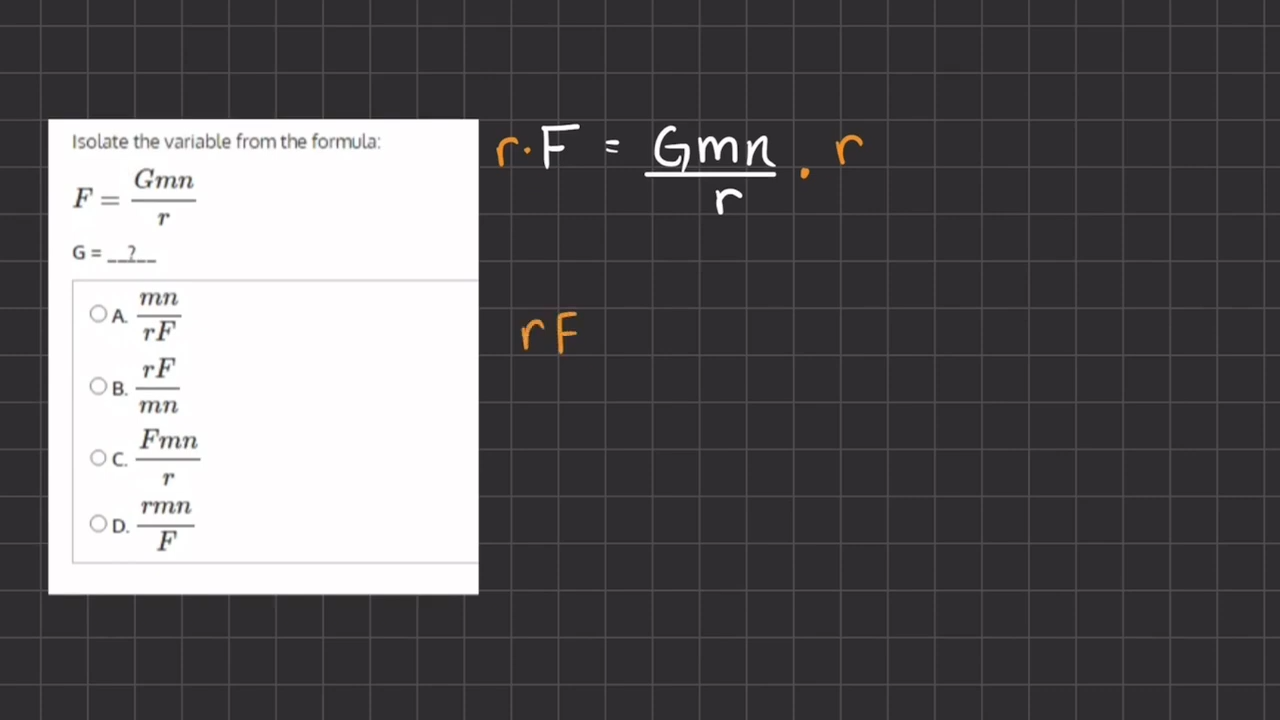 Isolate the variable from the formula:
F = Gmn / r
G = __?__
A. mn / rF
B. rF / mn
C. Fmn / r
D. rmn / F
r · F = Gmn / r · r
rF